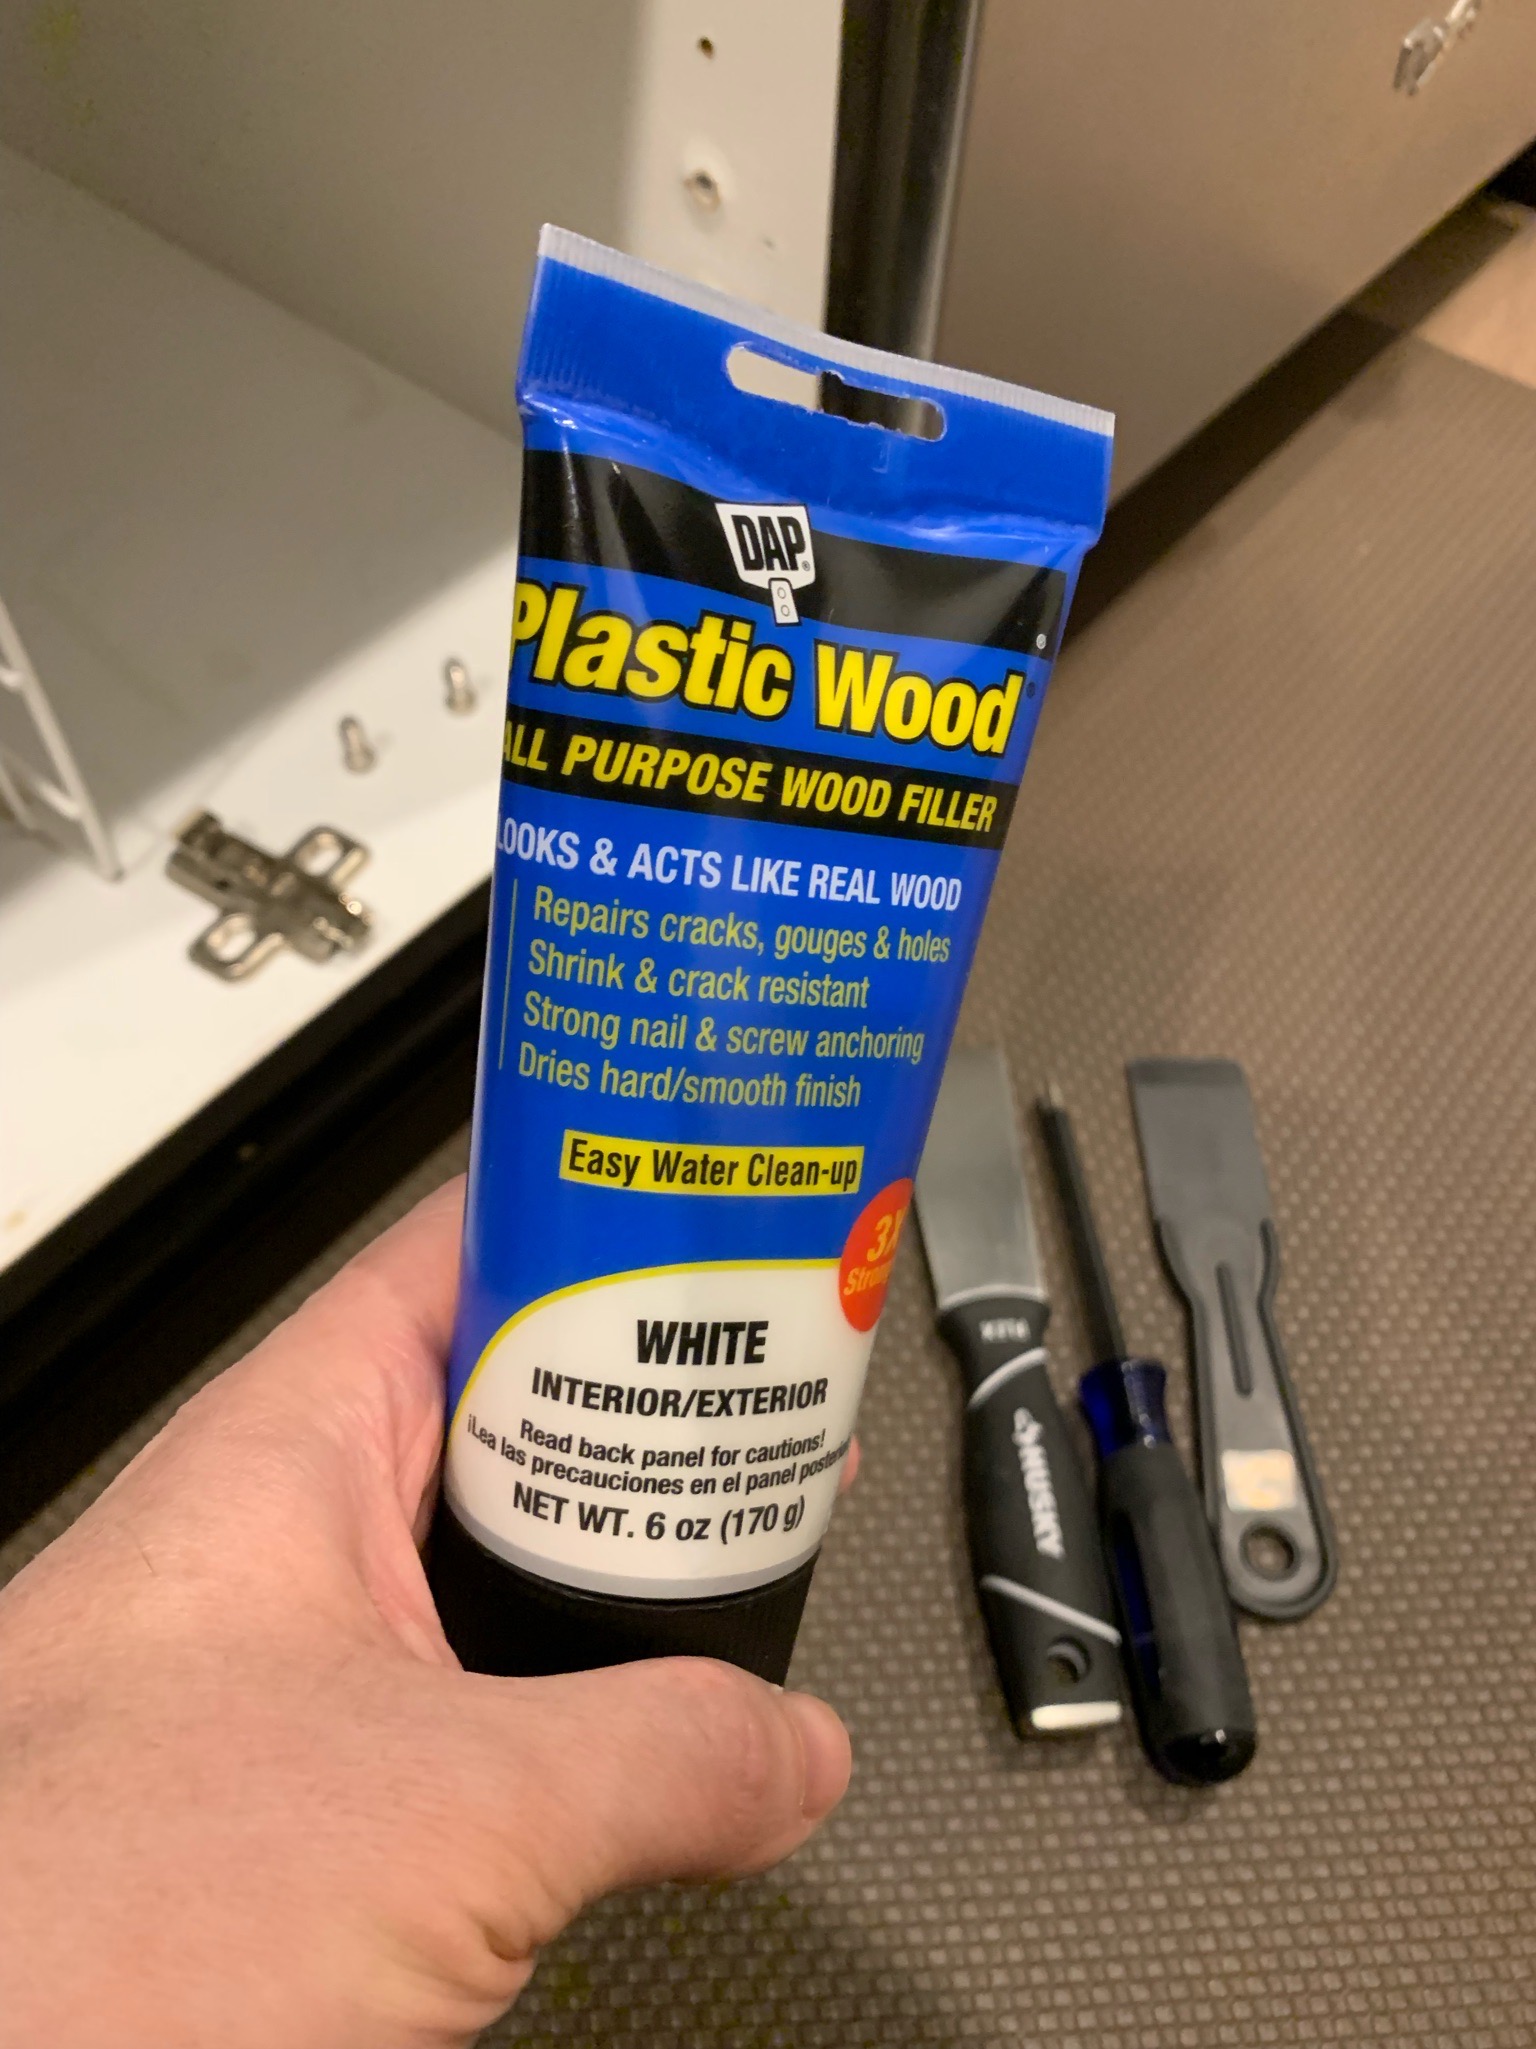 DAP®
Plastic Wood®
ALL PURPOSE WOOD FILLER
LOOKS & ACTS LIKE REAL WOOD
Repairs cracks, gouges & holes
Shrink & crack resistant
Strong nail & screw anchoring
Dries hard/smooth finish
Easy Water Clean-up
3X
WHITE
INTERIOR/EXTERIOR
Read back panel for cautions!
¡Lea las precauciones en el panel
NET WT. 6 oz (170 g)
FLEX
HUSKY